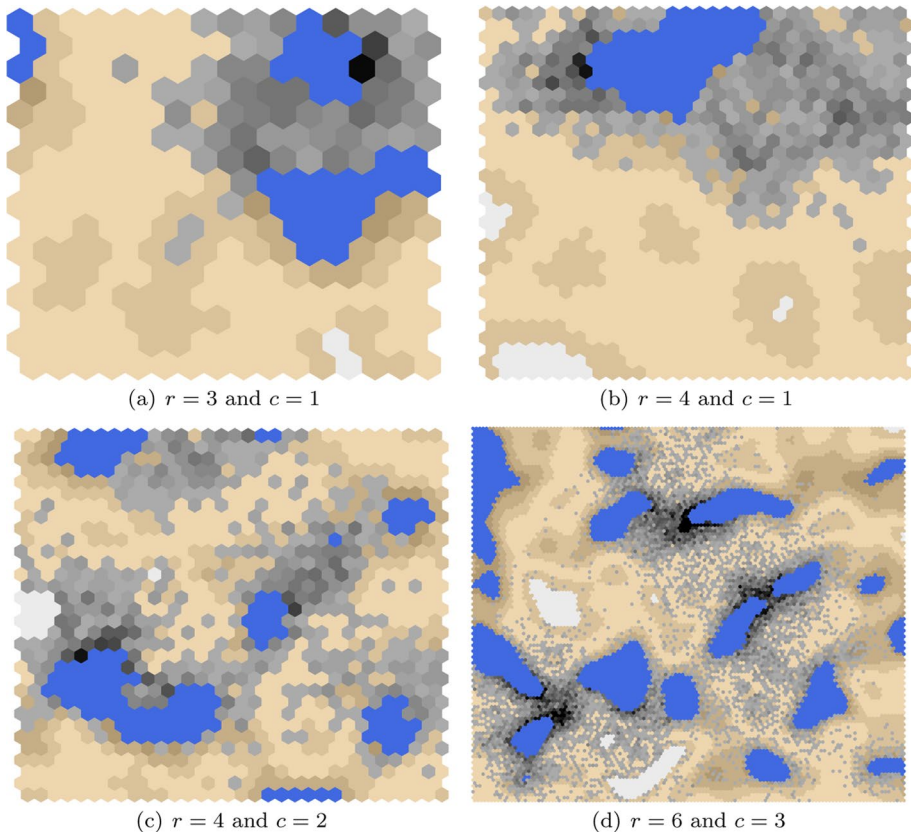 (a) r = 3 and c = 1
(b) r = 4 and c = 1
(c) r = 4 and c = 2
(d) r = 6 and c = 3